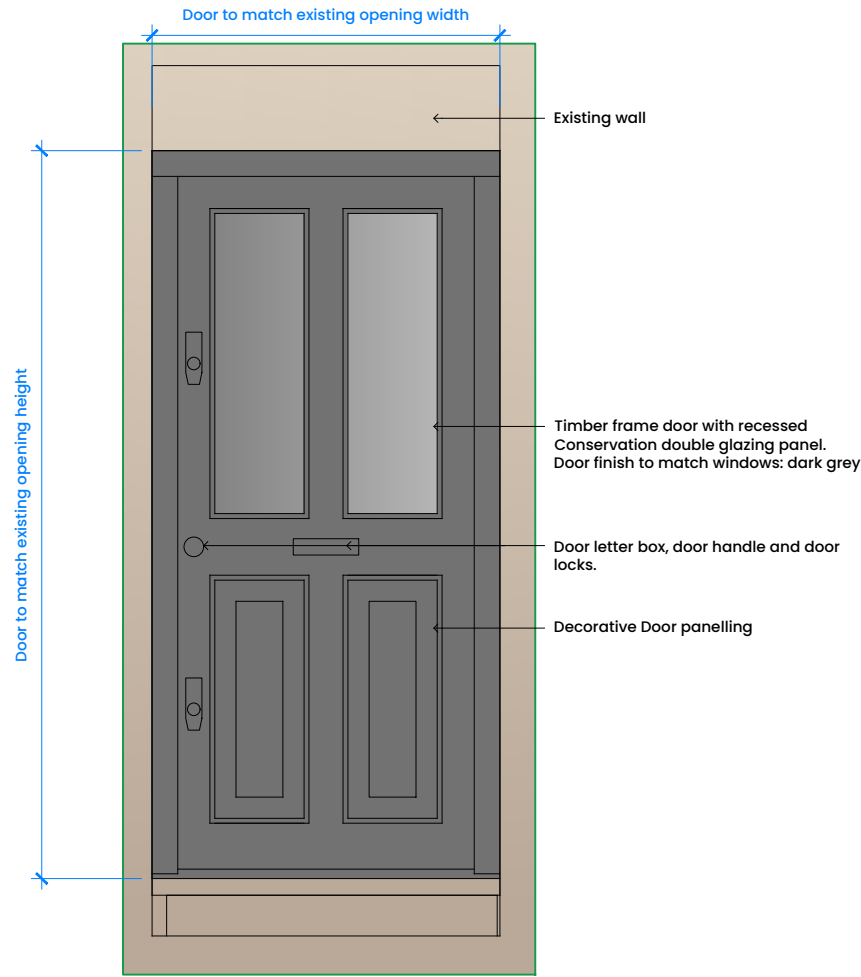 Door to match existing opening width
Existing wall
Door to match existing opening height
Timber frame door with recessed
Conservation double glazing panel.
Door finish to match windows: dark grey
Door letter box, door handle and door
locks.
Decorative Door panelling